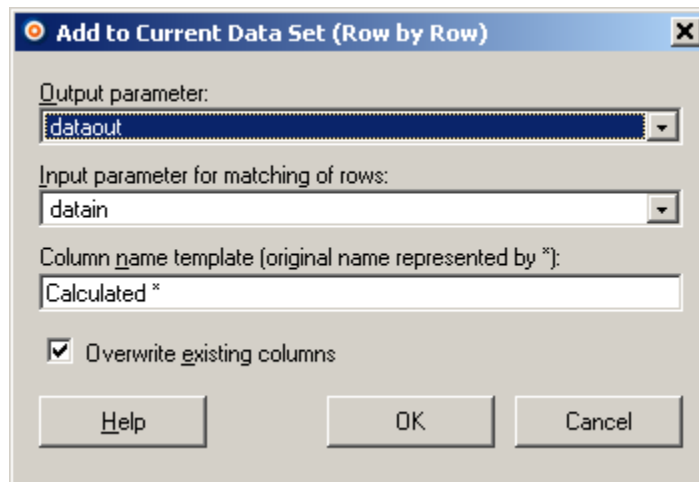 Add to Current Data Set (Row by Row)
Output parameter:
dataout
Input parameter for matching of rows:
datain
Column name template (original name represented by *):
Calculated *
Overwrite existing columns
Help OK Cancel